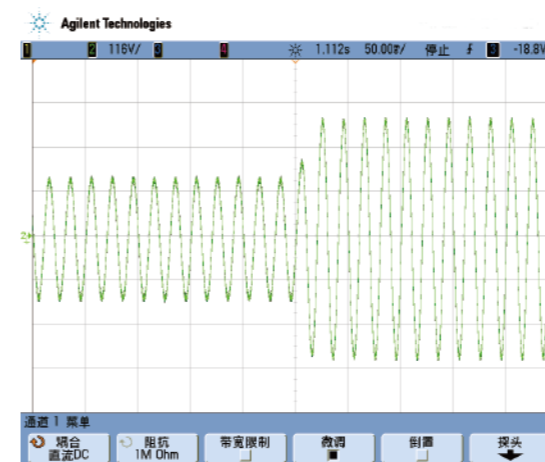 Agilent Technologies
1 2 116V/ 3 4 1.112s 50.00㎳/ 停止 3 -18.8V
2
通道 1 菜单
耦合 阻抗 带宽限制 微调 倒置 探头
直流DC 1M Ohm